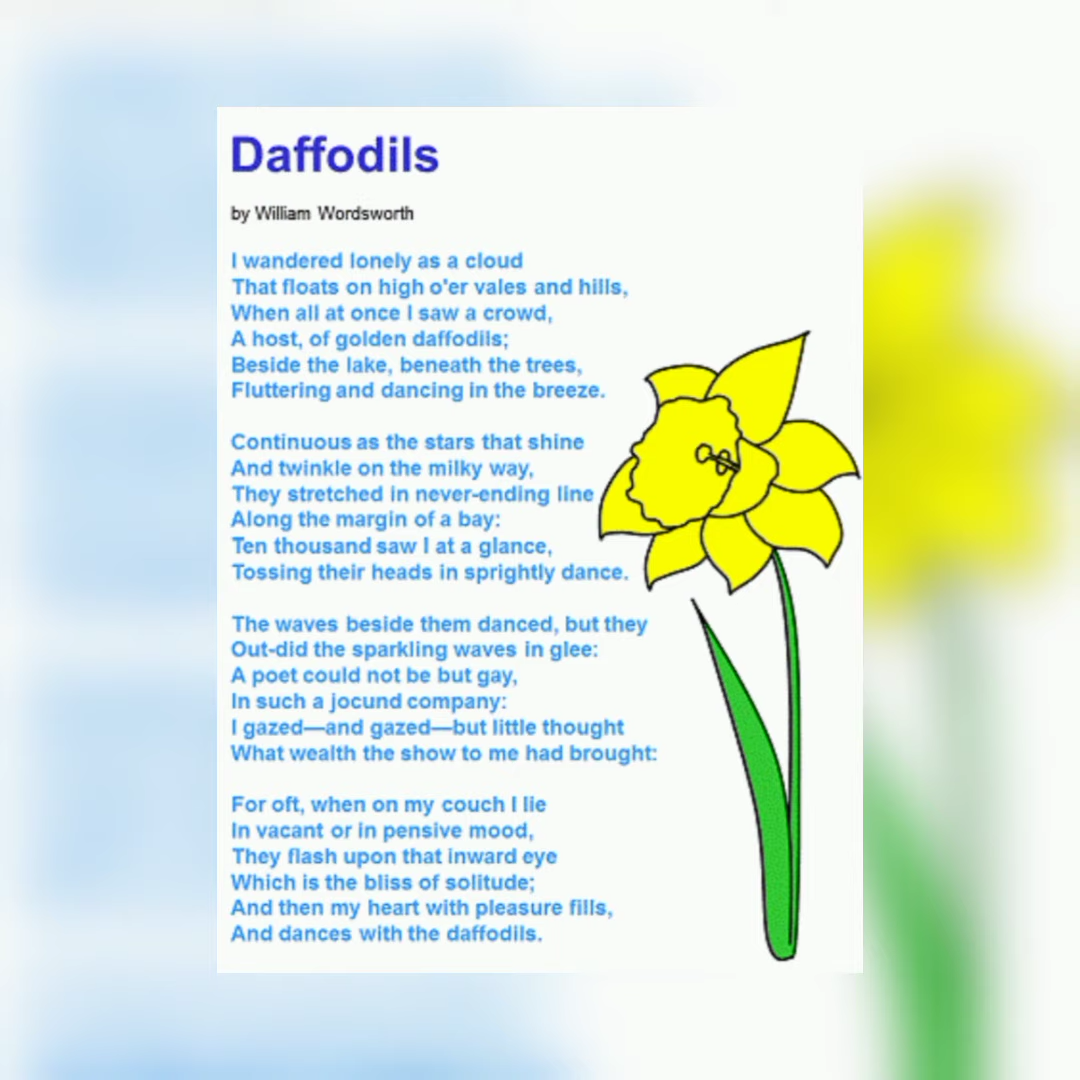 Daffodils
by William Wordsworth
I wandered lonely as a cloud
That floats on high o'er vales and hills,
When all at once I saw a crowd,
A host, of golden daffodils;
Beside the lake, beneath the trees,
Fluttering and dancing in the breeze.
Continuous as the stars that shine
And twinkle on the milky way,
They stretched in never-ending line
Along the margin of a bay:
Ten thousand saw I at a glance,
Tossing their heads in sprightly dance.
The waves beside them danced, but they
Out-did the sparkling waves in glee:
A poet could not be but gay,
In such a jocund company:
I gazed—and gazed—but little thought
What wealth the show to me had brought:
For oft, when on my couch I lie
In vacant or in pensive mood,
They flash upon that inward eye
Which is the bliss of solitude;
And then my heart with pleasure fills,
And dances with the daffodils.